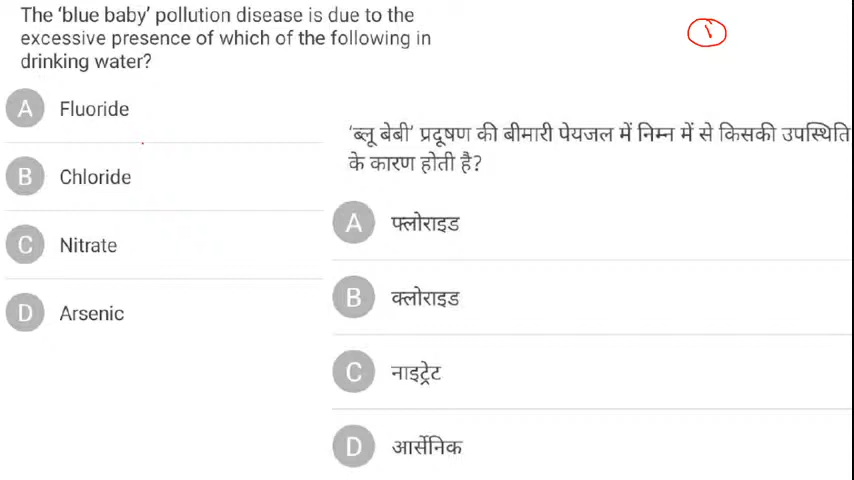 The ‘blue baby’ pollution disease is due to the
excessive presence of which of the following in
drinking water?
A Fluoride
B Chloride
C Nitrate
D Arsenic
'ब्लू बेबी' प्रदूषण की बीमारी पेयजल में निम्न में से किसकी उपस्थिति
के कारण होती है?
A फ्लोराइड
B क्लोराइड
C नाइट्रेट
D आर्सेनिक